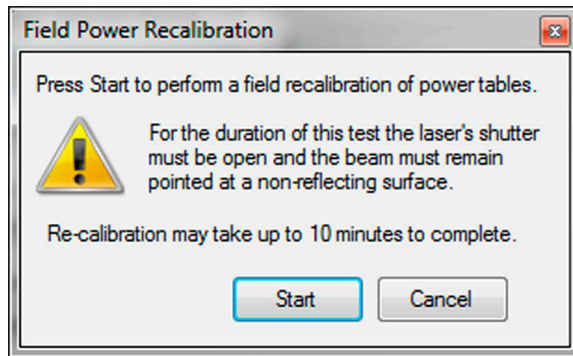 Field Power Recalibration
Press Start to perform a field recalibration of power tables.
For the duration of this test the laser's shutter
must be open and the beam must remain
pointed at a non-reflecting surface.
Re-calibration may take up to 10 minutes to complete.
Start
Cancel